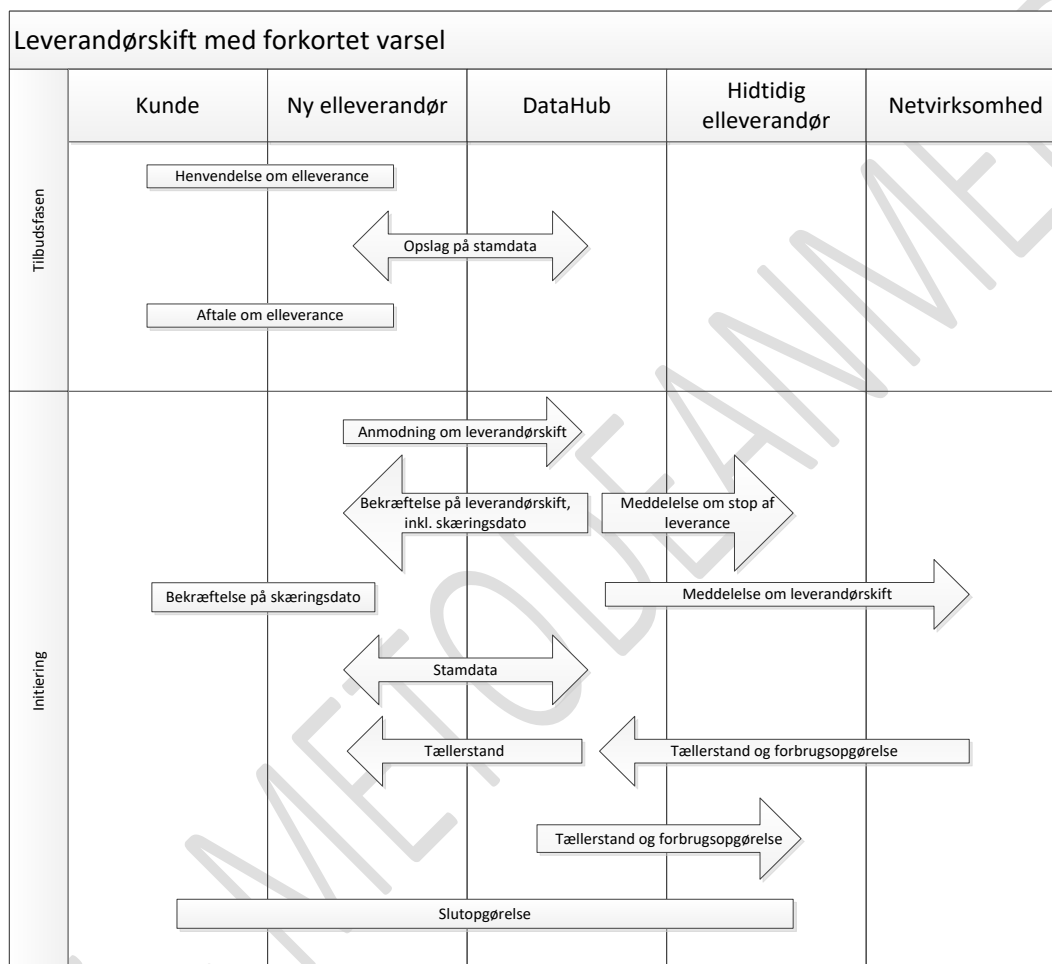 Leverandørskift med forkortet varsel
Kunde
Ny elleverandør
DataHub
Hidtidig
elleverandør
Netvirksomhed
Tilbudsfasen
Henvendelse om elleverance
Opslag på stamdata
Aftale om elleverance
Initiering
Anmodning om leverandørskift
Bekræftelse på leverandørskift,
inkl. skæringsdato
Meddelelse om stop af
leverance
Bekræftelse på skæringsdato
Meddelelse om leverandørskift
Stamdata
Tællerstand
Tællerstand og forbrugsopgørelse
Tællerstand og forbrugsopgørelse
Slutopgørelse
METODEANME